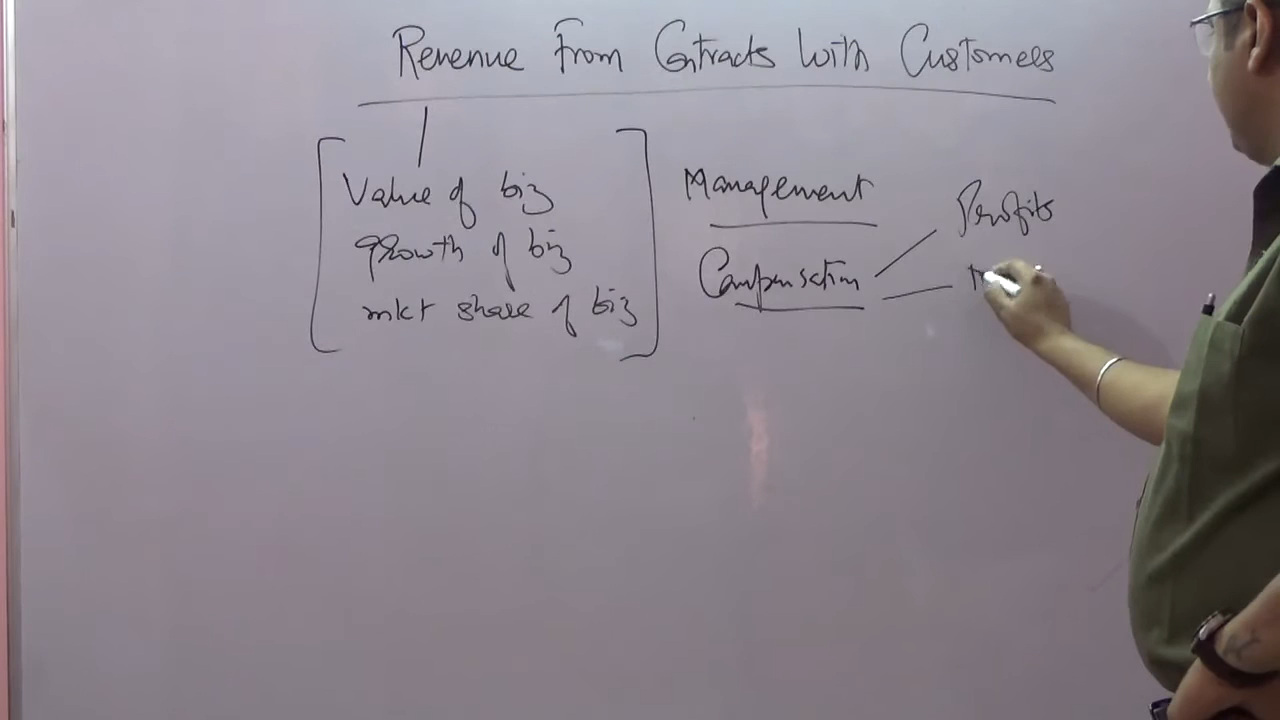 Revenue From Contracts With Customers
Value of biz
growth of biz
mkt share of biz
Management
Compensation
Profits